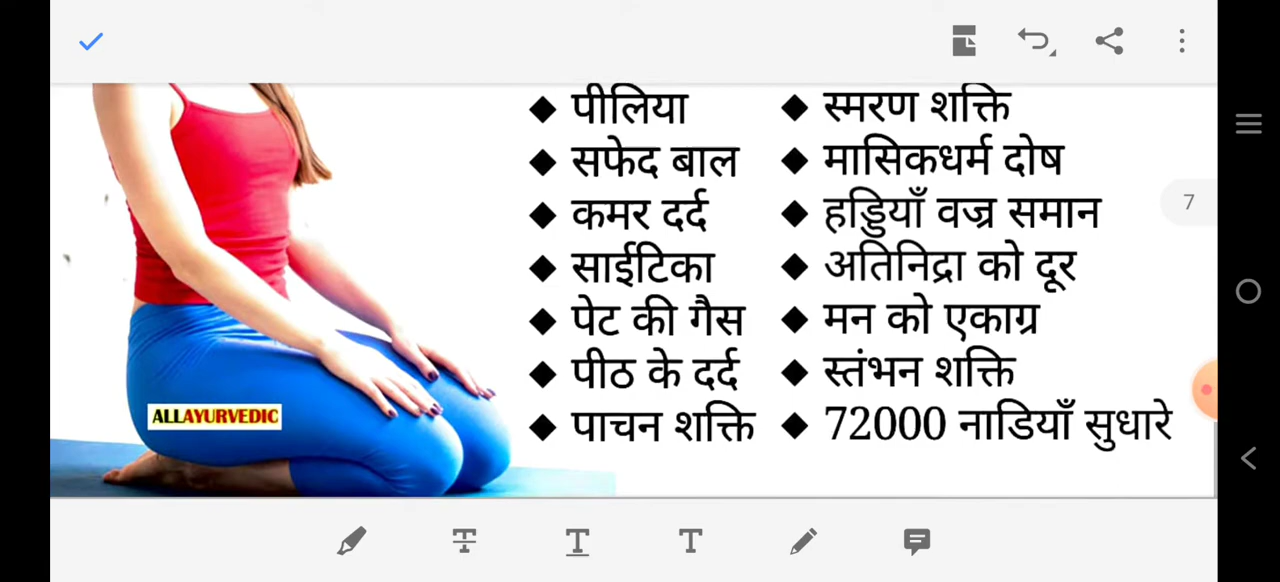 ◆ पीलिया
◆ सफेद बाल
◆ कमर दर्द
◆ साईटिका
◆ पेट की गैस
◆ पीठ के दर्द
◆ पाचन शक्ति
◆ स्मरण शक्ति
◆ मासिकधर्म दोष
◆ हड्डियाँ वज्र समान
◆ अतिनिद्रा को दूर
◆ मन को एकाग्र
◆ स्तंभन शक्ति
◆ 72000 नाडियाँ सुधारे
ALLAYURVEDIC
7